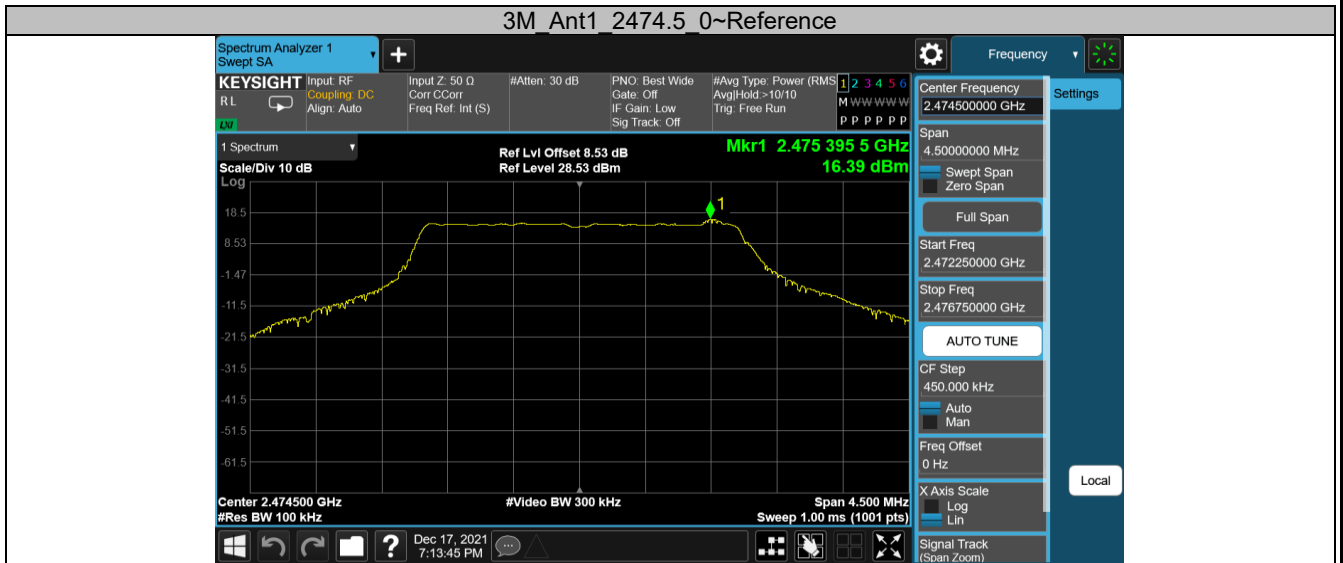 3M_Ant1_2474.5_0~Reference
Spectrum Analyzer 1
Swept SA
+
Frequency
KEYSIGHT
RL
LXI
Input: RF
Coupling: DC
Align: Auto
Input Z: 50 Ω
Corr CCorr
Freq Ref: Int (S)
#Atten: 30 dB
PNO: Best Wide
Gate: Off
IF Gain: Low
Sig Track: Off
#Avg Type: Power (RMS
Avg|Hold:>10/10
Trig: Free Run
1 2 3 4 5 6
M W W W W W
P P P P P P
1 Spectrum
Scale/Div 10 dB
Log
Ref Lvl Offset 8.53 dB
Ref Level 28.53 dBm
Mkr1 2.475 395 5 GHz
16.39 dBm
1
18.5
8.53
-1.47
-11.5
-21.5
-31.5
-41.5
-51.5
-61.5
Center 2.474500 GHz
#Video BW 300 kHz
Span 4.500 MHz
#Res BW 100 kHz
Sweep 1.00 ms (1001 pts)
Center Frequency
2.474500000 GHz
Settings
Span
4.50000000 MHz
Swept Span
Zero Span
Full Span
Start Freq
2.472250000 GHz
Stop Freq
2.476750000 GHz
AUTO TUNE
CF Step
450.000 kHz
Auto
Man
Freq Offset
0 Hz
X Axis Scale
Log
Lin
Signal Track
(Span Zoom)
Local
?
Dec 17, 2021
7:13:45 PM